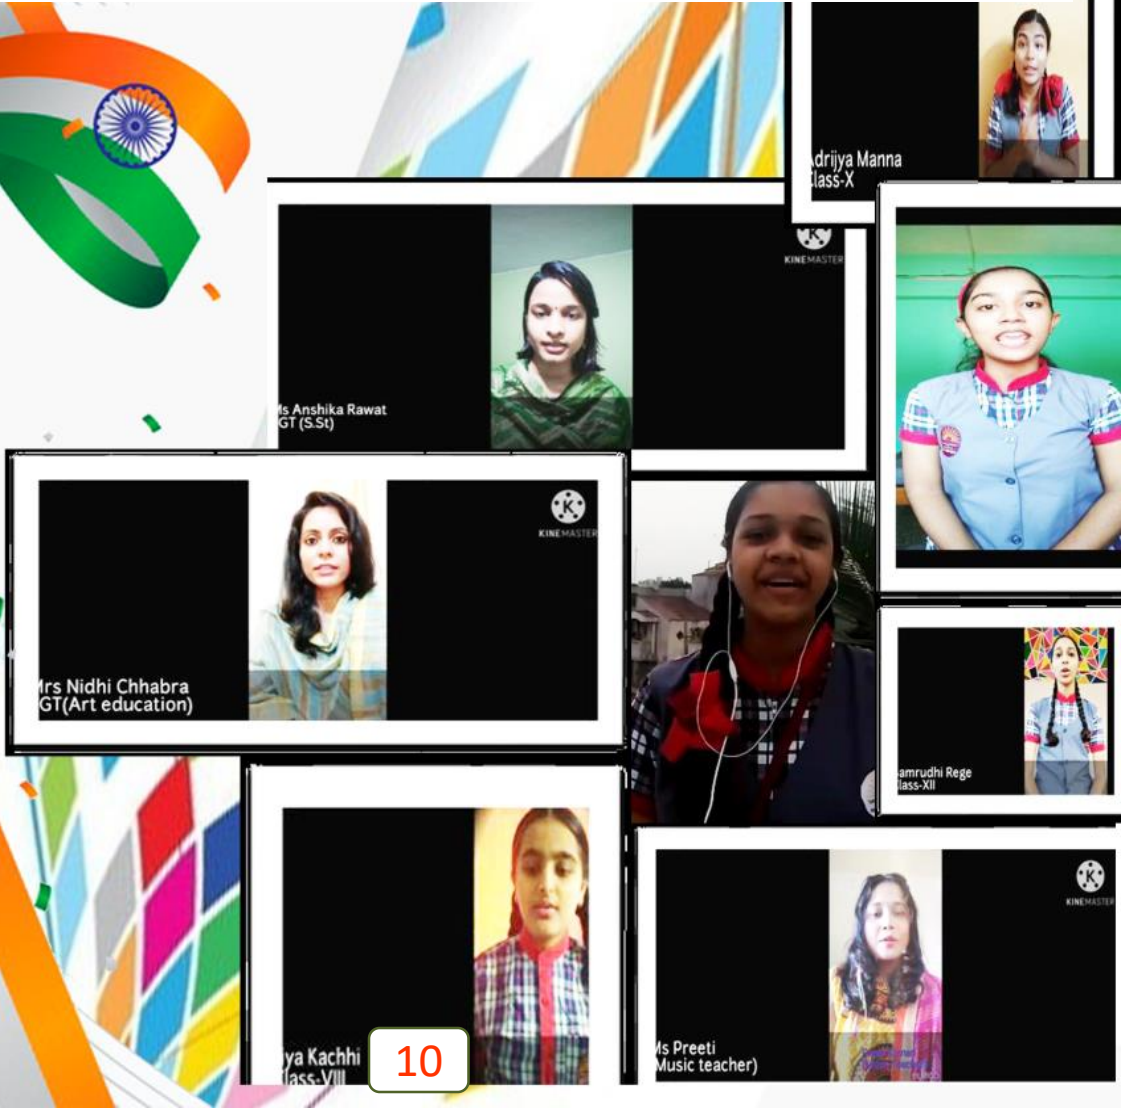 drijya Manna
lass-X
KINEMASTER
s Anshika Rawat
GT (S.St)
K
KINEMASTER
rs Nidhi Chhabra
GT(Art education)
amrudhi Rege
lass-XII
K
KINEMASTER
ya Kachhi
lass-VIII
10
s Preeti
Music teacher)